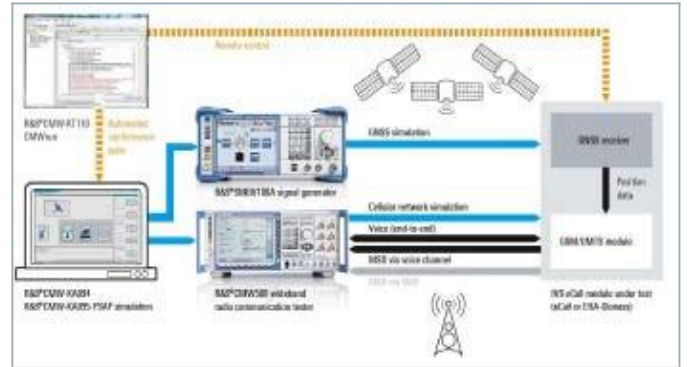 Remote control
R&S®CMW-KT110
CMWrun
Automated
conformance
tests
GNSS simulation
GNSS receiver
R&S®SMBV100A signal generator
Position
data
Cellular network simulation
Voice (end-to-end)
GSM/UMTS module
MSD via voice channel
R&S®CMW-KA094
R&S®CMW-KA095 PSAP simulation
R&S®CMW500 wideband
radio communication tester
IVS eCall module under test
(eCall or ERA-Glonass)